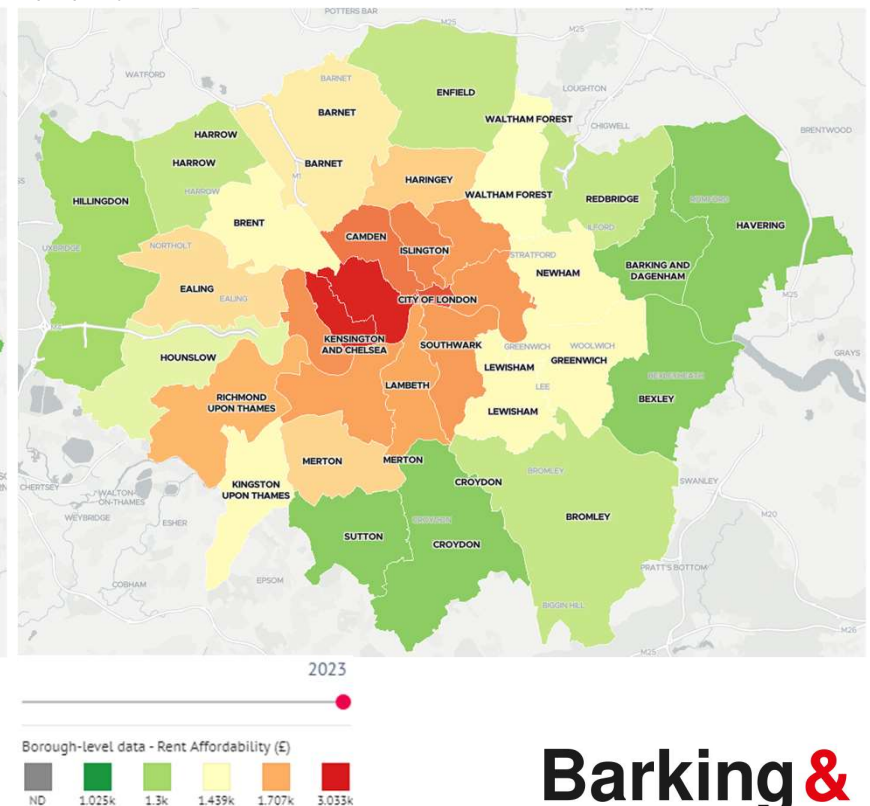 POTTERS BAR
M25
M25
WATFORD
BARNET
ENFIELD
LOUGHTON
BARNET
WALTHAM FOREST
CHIGWELL
BRENTWOOD
HARROW
HARROW
BARNET
M1
HARINGEY
WALTHAM FOREST
REDBRIDGE
HARROW
HILLINGDON
BRENT
ILFORD
HAVERING
CAMDEN
ISLINGTON
UXBRIDGE
NORTHOLT
STRATFORD
NEWHAM
BARKING AND
DAGENHAM
EALING
EALING
CITY OF LONDON
M25
KENSINGTON
AND CHELSEA
SOUTHWARK
GREENWICH
WOOLWICH
GREENWICH
GRAYS
HOUNSLOW
LEWISHAM
LEE
BEXLEYHEATH
LAMBETH
RICHMOND
UPON THAMES
LEWISHAM
BEXLEY
MERTON
MERTON
BROMLEY
CROYDON
SWANLEY
CHERTSEY
WALTON-
ON-THAMES
KINGSTON
UPON THAMES
WEYBRIDGE
ESHER
CROYDON
BROMLEY
M20
SUTTON
CROYDON
COBHAM
EPSOM
PRATT'S BOTTOM
BIGGIN HILL
M25
M26
2023
Borough-level data - Rent Affordability (£)
ND 1.025k 1.3k 1.439k 1.707k 3.033k
Barking &